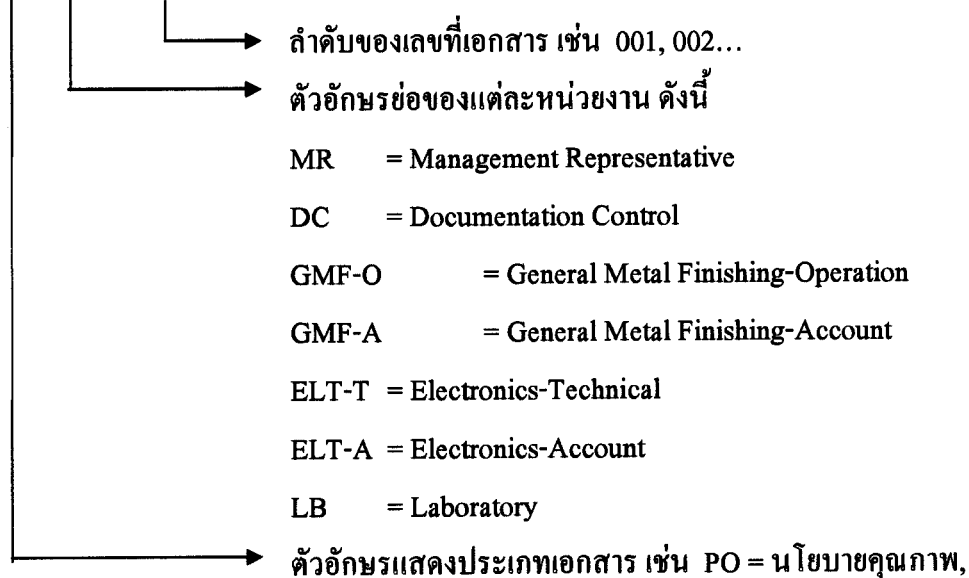 ลำดับของเลขที่เอกสาร เช่น 001, 002...
ตัวอักษรย่อของแต่ละหน่วยงาน ดังนี้
MR = Management Representative
DC = Documentation Control
GMF-O = General Metal Finishing-Operation
GMF-A = General Metal Finishing-Account
ELT-T = Electronics-Technical
ELT-A = Electronics-Account
LB = Laboratory
ตัวอักษรแสดงประเภทเอกสาร เช่น PO = นโยบายคุณภาพ,